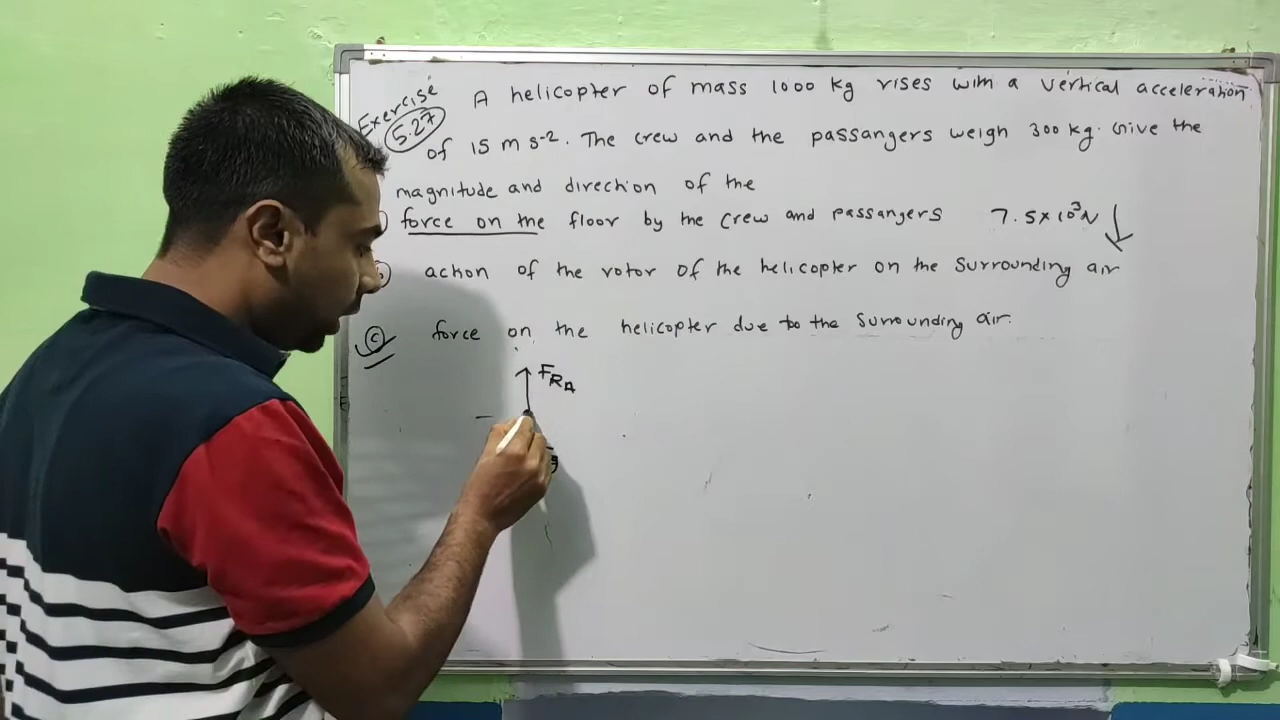 Exercise
5.27
A helicopter of mass 1000 kg rises with a vertical acceleration
of 15 m s-2. The crew and the passangers weigh 300 kg. Give the
magnitude and direction of the
force on the floor by the crew and passangers 7.5×10³N ↓
action of the rotor of the helicopter on the surrounding air
(c) force on the helicopter due to the surrounding air.
FRA
g